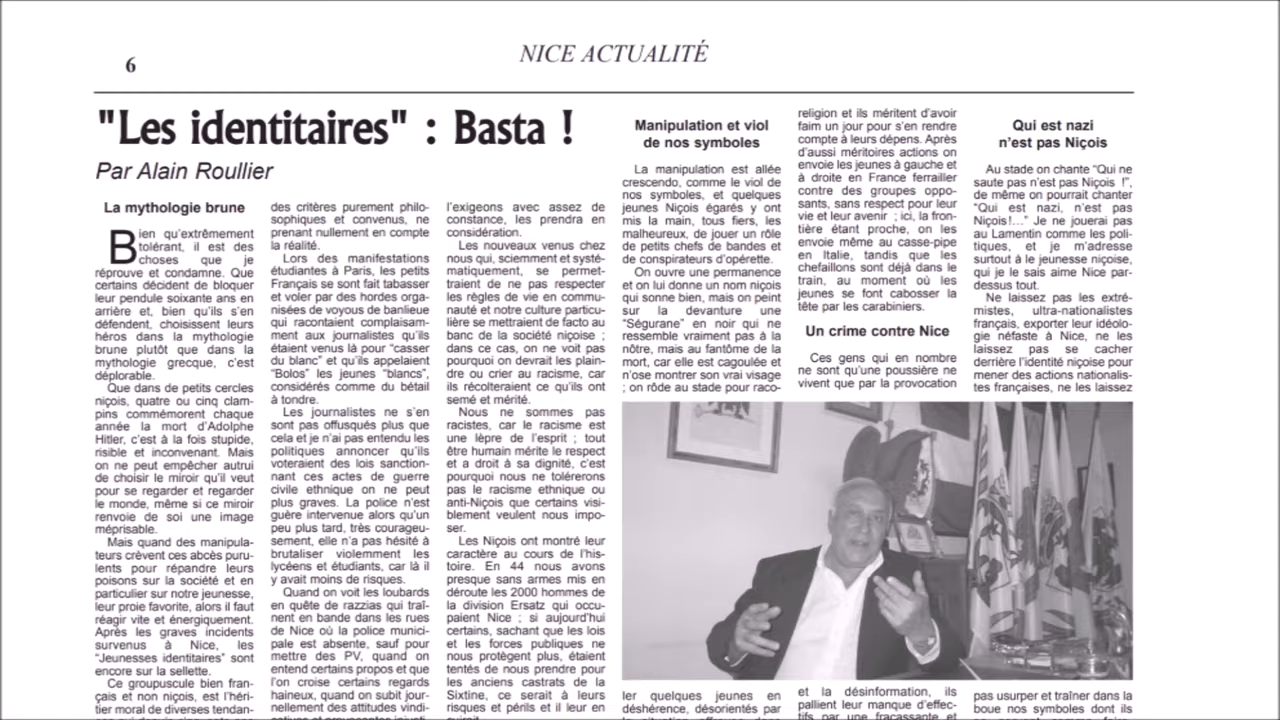 6
NICE ACTUALITÉ
"Les identitaires" : Basta !
Par Alain Roullier
La mythologie brune
Bien qu'extrêmement
tolérant, il est des
choses que je
réprouve et condamne. Que
certains décident de bloquer
leur pendule soixante ans en
arrière et, bien qu'ils s'en
défendent, choisissent leurs
héros dans la mythologie
brune plutôt que dans la
mythologie grecque, c'est
déplorable.
Que dans de petits cercles
niçois, quatre ou cinq clam-
pins commémorent chaque
année la mort d'Adolphe
Hitler, c'est à la fois stupide,
risible et inconvenant. Mais
on ne peut empêcher autrui
de choisir le miroir qu'il veut
pour se regarder et regarder
le monde, même si ce miroir
renvoie de soi une image
méprisable.
Mais quand des manipula-
teurs crèvent ces abcès puru-
lents pour répandre leurs
poisons sur la société et en
particulier sur notre jeunesse,
leur proie favorite, alors il faut
réagir vite et énergiquement.
Après les graves incidents
survenus à Nice, les
"Jeunesses identitaires" sont
encore sur la sellette.
Ce groupuscule bien fran-
çais et non niçois, est l'héri-
tier moral de diverses tendan-
des critères purement philo-
sophiques et convenus, ne
prenant nullement en compte
la réalité.
Lors des manifestations
étudiantes à Paris, les petits
Français se sont fait tabasser
et voler par des hordes orga-
nisées de voyous de banlieue
qui racontaient complaisam-
ment aux journalistes qu'ils
étaient venus là pour "casser
du blanc" et qu'ils appelaient
"Bolos" les jeunes "blancs",
considérés comme du bétail
à tondre.
Les journalistes ne s'en
sont pas offusqués plus que
cela et je n'ai pas entendu les
politiques annoncer qu'ils
voteraient des lois sanction-
nant ces actes de guerre
civile ethnique on ne peut
plus graves. La police n'est
guère intervenue alors qu'un
peu plus tard, très courageu-
sement, elle n'a pas hésité à
brutaliser violemment les
lycéens et étudiants, car là il
y avait moins de risques.
Quand on voit les loubards
en quête de razzias qui traî-
nent en bande dans les rues
de Nice où la police munici-
pale est absente, sauf pour
mettre des PV, quand on
entend certains propos et que
l'on croise certains regards
haineux, quand on subit jour-
nellement des attitudes vindi-
l'exigeons avec assez de
constance, les prendra en
considération.
Les nouveaux venus chez
nous qui, sciemment et systé-
matiquement, se permet-
traient de ne pas respecter
les règles de vie en commu-
nauté et notre culture particu-
lière se mettraient de facto au
banc de la société niçoise ;
dans ce cas, on ne voit pas
pourquoi on devrait les plain-
dre ou crier au racisme, car
ils récolteraient ce qu'ils ont
semé et mérité.
Nous ne sommes pas
racistes, car le racisme est
une lèpre de l'esprit ; tout
être humain mérite le respect
et a droit à sa dignité, c'est
pourquoi nous ne tolérerons
pas le racisme ethnique ou
anti-Niçois que certains visi-
blement veulent nous impo-
ser.
Les Niçois ont montré leur
caractère au cours de l'his-
toire. En 44 nous avons
presque sans armes mis en
déroute les 2000 hommes de
la division Ersatz qui occu-
paient Nice ; si aujourd'hui
certains, sachant que les lois
et les forces publiques ne
nous protègent plus, étaient
tentés de nous prendre pour
les anciens castrats de la
Sixtine, ce serait à leurs
risques et périls et il leur en
Manipulation et viol
de nos symboles
La manipulation est allée
crescendo, comme le viol de
nos symboles, et quelques
jeunes Niçois égarés y ont
mis la main, tous fiers, les
malheureux, de jouer un rôle
de petits chefs de bandes et
de conspirateurs d'opérette.
On ouvre une permanence
et on lui donne un nom niçois
qui sonne bien, mais on peint
sur la devanture une
"Ségurane" en noir qui ne
ressemble vraiment pas à la
nôtre, mais au fantôme de la
mort, car elle est cagoulée et
n'ose montrer son vrai visage
; on rôde au stade pour raco-
ler quelques jeunes en
déshérence, désorientés par
religion et ils méritent d'avoir
faim un jour pour s'en rendre
compte à leurs dépens. Après
d'aussi méritoires actions on
envoie les jeunes à gauche et
à droite en France ferrailler
contre des groupes oppo-
sants, sans respect pour leur
vie et leur avenir ; ici, la fron-
tière étant proche, on les
envoie même au casse-pipe
en Italie, tandis que les
chefaillons sont déjà dans le
train, au moment où les
jeunes se font cabosser la
tête par les carabiniers.
Un crime contre Nice
Ces gens qui en nombre
ne sont qu'une poussière ne
vivent que par la provocation
et la désinformation, ils
pallient leur manque d'effec-
tifs par une fracassante et
Qui est nazi
n'est pas Niçois
Au stade on chante "Qui ne
saute pas n'est pas Niçois !",
de même on pourrait chanter
"Qui est nazi, n'est pas
Niçois!..." Je ne jouerai pas
au Lamentin comme les poli-
tiques, et je m'adresse
surtout à le jeunesse niçoise,
qui je le sais aime Nice par-
dessus tout.
Ne laissez pas les extré-
mistes, ultra-nationalistes
français, exporter leur idéolo-
gie néfaste à Nice, ne les
laissez pas se cacher
derrière l'identité niçoise pour
mener des actions nationalis-
tes françaises, ne les laissez
pas usurper et traîner dans la
boue nos symboles dont ils